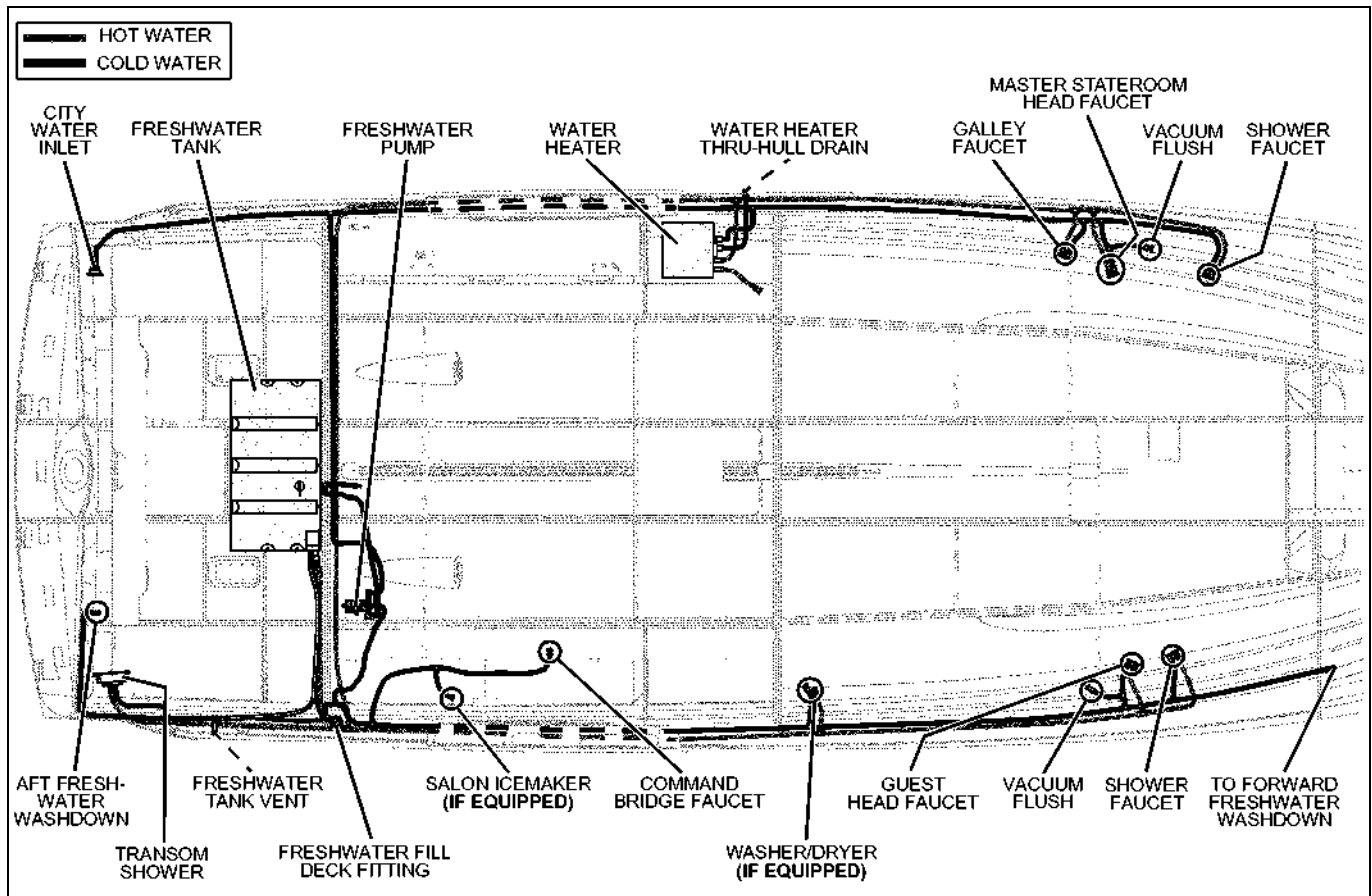 HOT WATER
COLD WATER
CITY
WATER
INLET
FRESHWATER
TANK
FRESHWATER
PUMP
WATER
HEATER
WATER HEATER
THRU-HULL DRAIN
MASTER STATEROOM
HEAD FAUCET
GALLEY
FAUCET
VACUUM
FLUSH
SHOWER
FAUCET
AFT FRESH-
WATER
WASHDOWN
TRANSOM
SHOWER
FRESHWATER
TANK VENT
FRESHWATER FILL
DECK FITTING
SALON ICEMAKER
(IF EQUIPPED)
COMMAND
BRIDGE FAUCET
WASHER/DRYER
(IF EQUIPPED)
GUEST
HEAD FAUCET
VACUUM
FLUSH
SHOWER
FAUCET
TO FORWARD
FRESHWATER
WASHDOWN